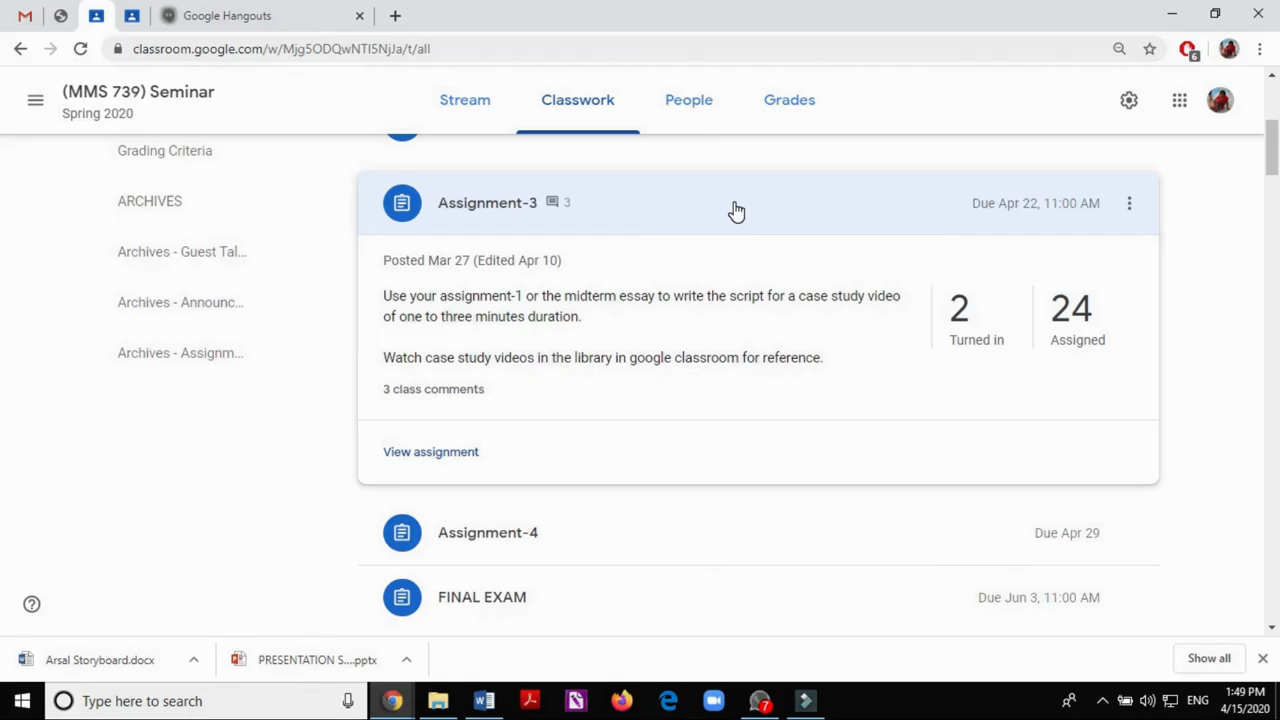 Google Hangouts
classroom.google.com/w/Mjg5ODQwNTI5NjJa/t/all
6
(MMS 739) Seminar
Spring 2020
Stream
Classwork
People
Grades
Grading Criteria
ARCHIVES
Archives - Guest Tal...
Archives - Announc...
Archives - Assignm...
Assignment-3
3
Due Apr 22, 11:00 AM
Posted Mar 27 (Edited Apr 10)
Use your assignment-1 or the midterm essay to write the script for a case study video
of one to three minutes duration.
Watch case study videos in the library in google classroom for reference.
3 class comments
2
Turned in
24
Assigned
View assignment
Assignment-4
Due Apr 29
FINAL EXAM
Due Jun 3, 11:00 AM
Arsal Storyboard.docx
PRESENTATION S....pptx
Show all
Type here to search
7
ENG
1:49 PM
4/15/2020